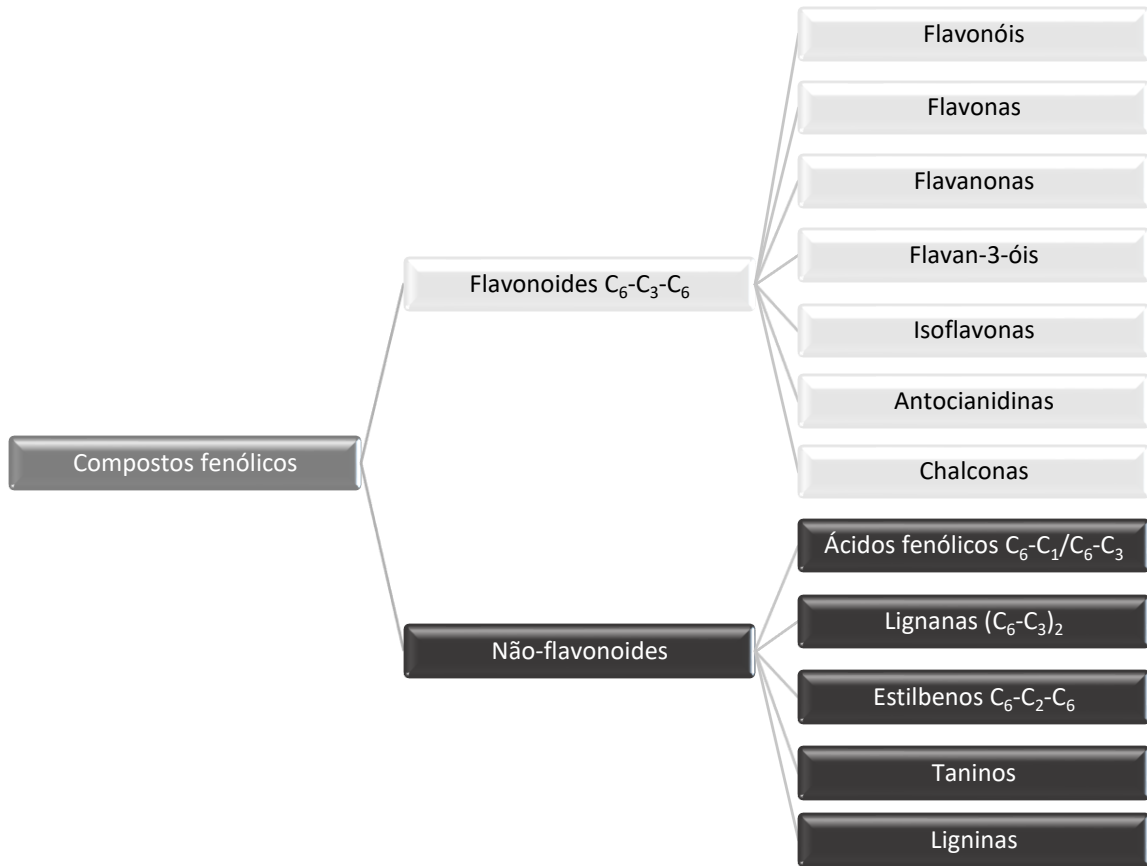 Compostos fenólicos
Flavonoides C₆-C₃-C₆
Flavonóis
Flavonas
Flavanonas
Flavan-3-óis
Isoflavonas
Antocianidinas
Chalconas
Não-flavonoides
Ácidos fenólicos C₆-C₁/C₆-C₃
Lignanas (C₆-C₃)₂
Estilbenos C₆-C₂-C₆
Taninos
Ligninas